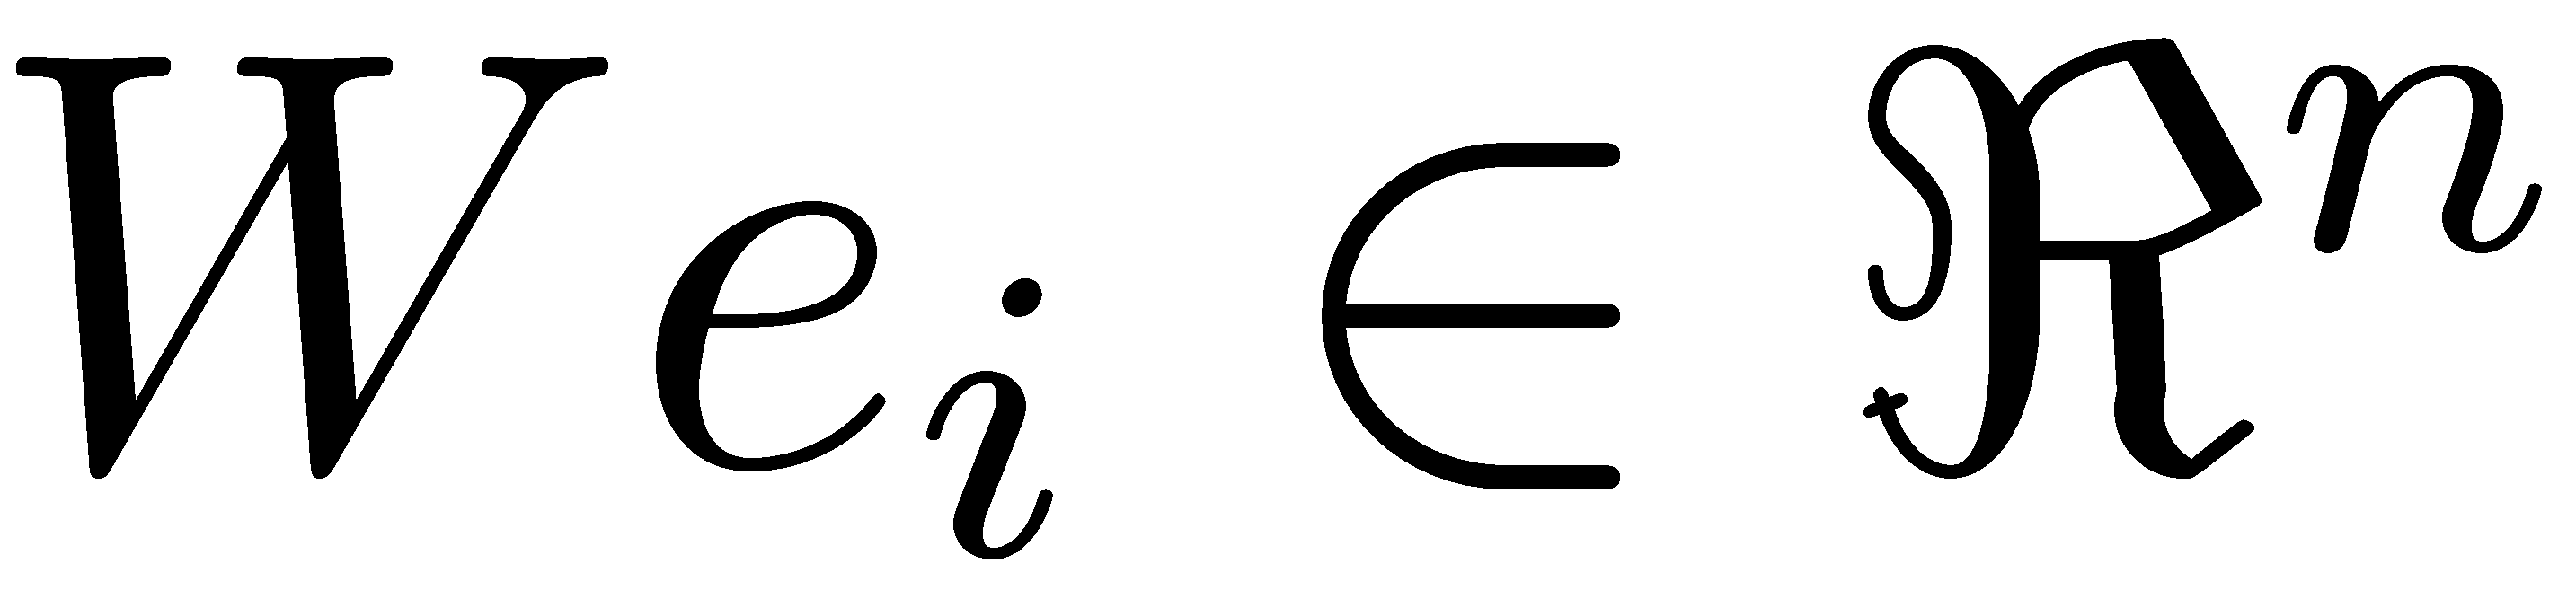 We_i ∈ ℜ^n